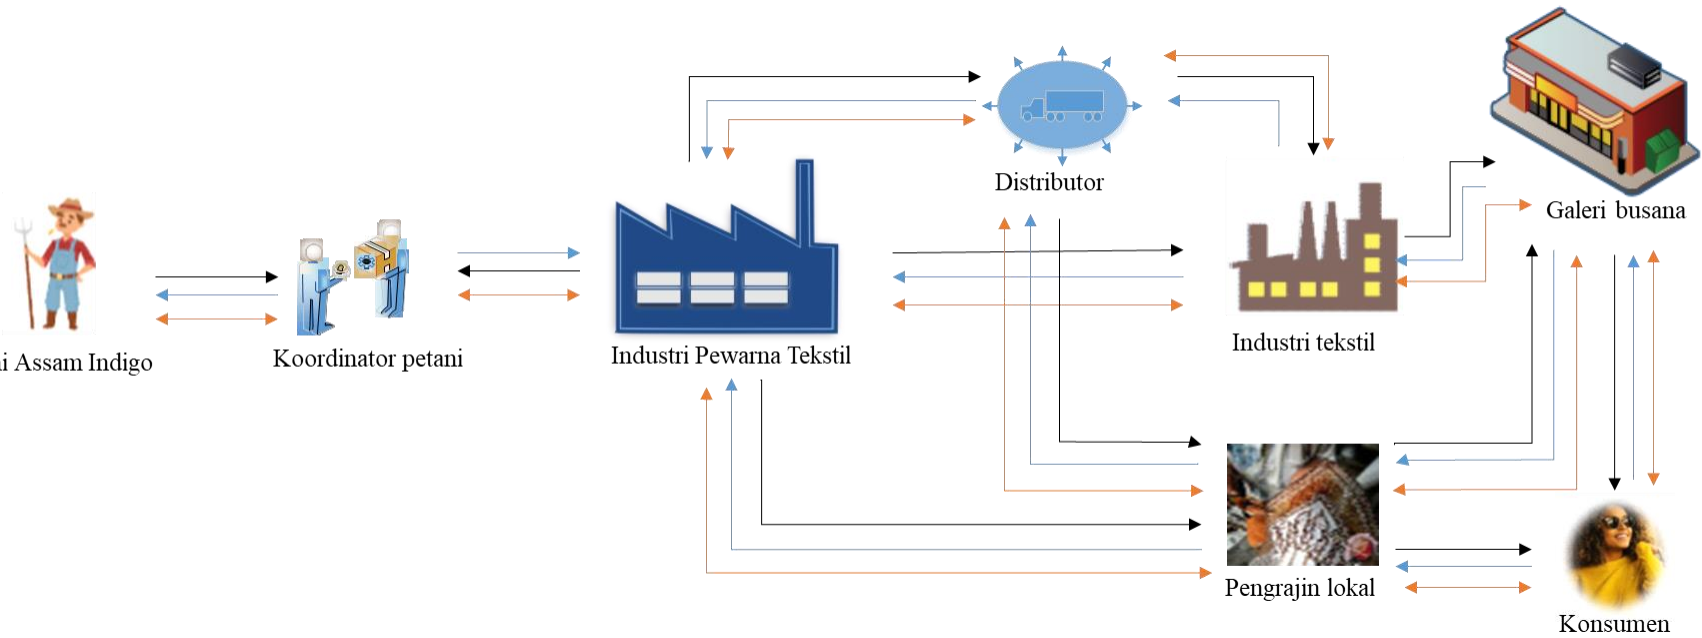 Distributor
Galeri busana
Assam Indigo
Koordinator petani
Industri Pewarna Tekstil
Industri tekstil
Pengrajin lokal
Konsumen